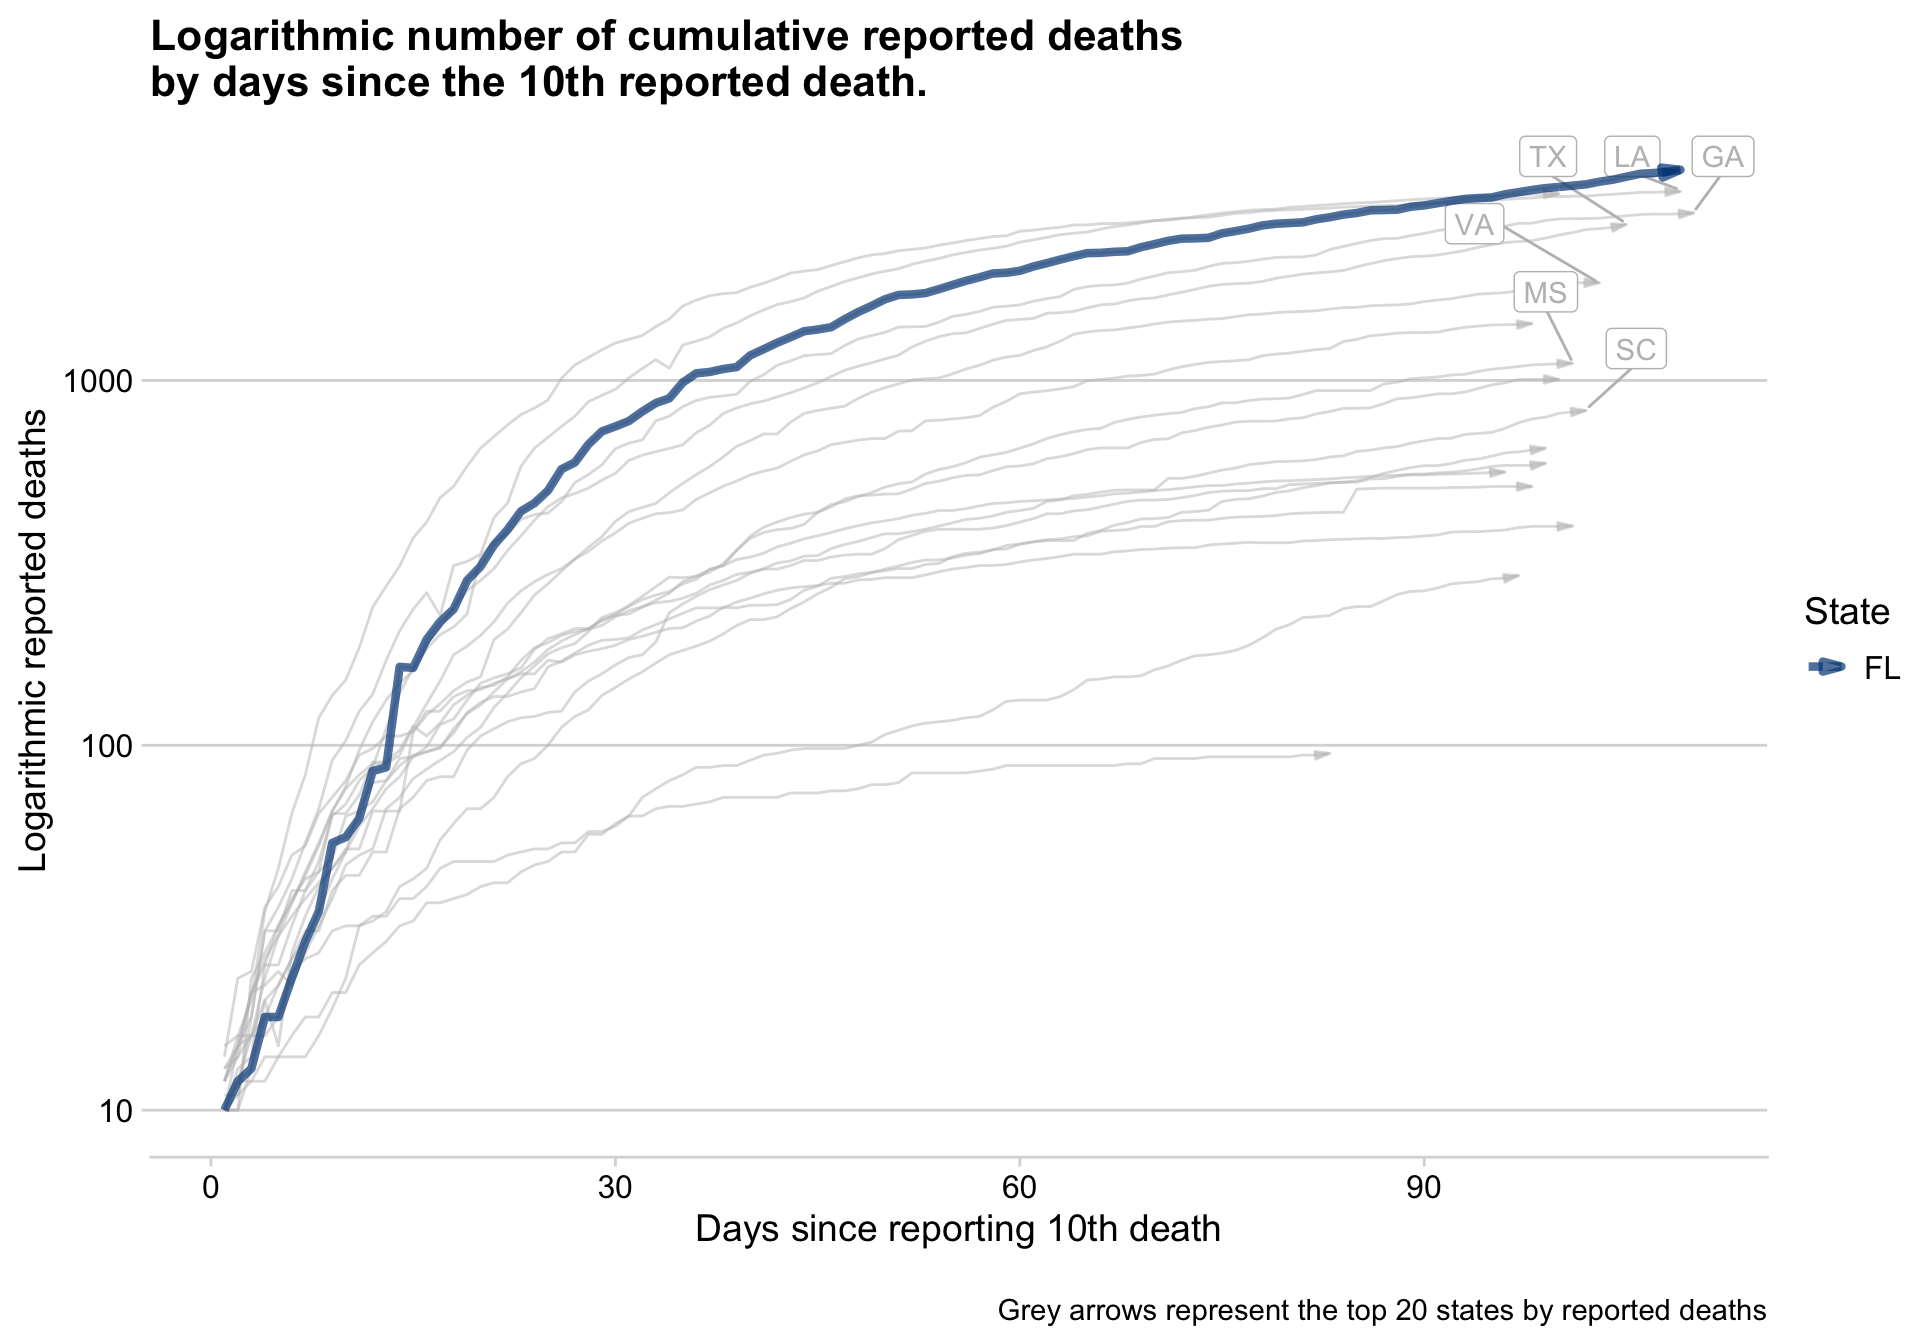 Logarithmic number of cumulative reported deaths
by days since the 10th reported death.
TX
LA
GA
VA
MS
SC
1000
100
10
Logarithmic reported deaths
0
30
60
90
Days since reporting 10th death
State
FL
Grey arrows represent the top 20 states by reported deaths